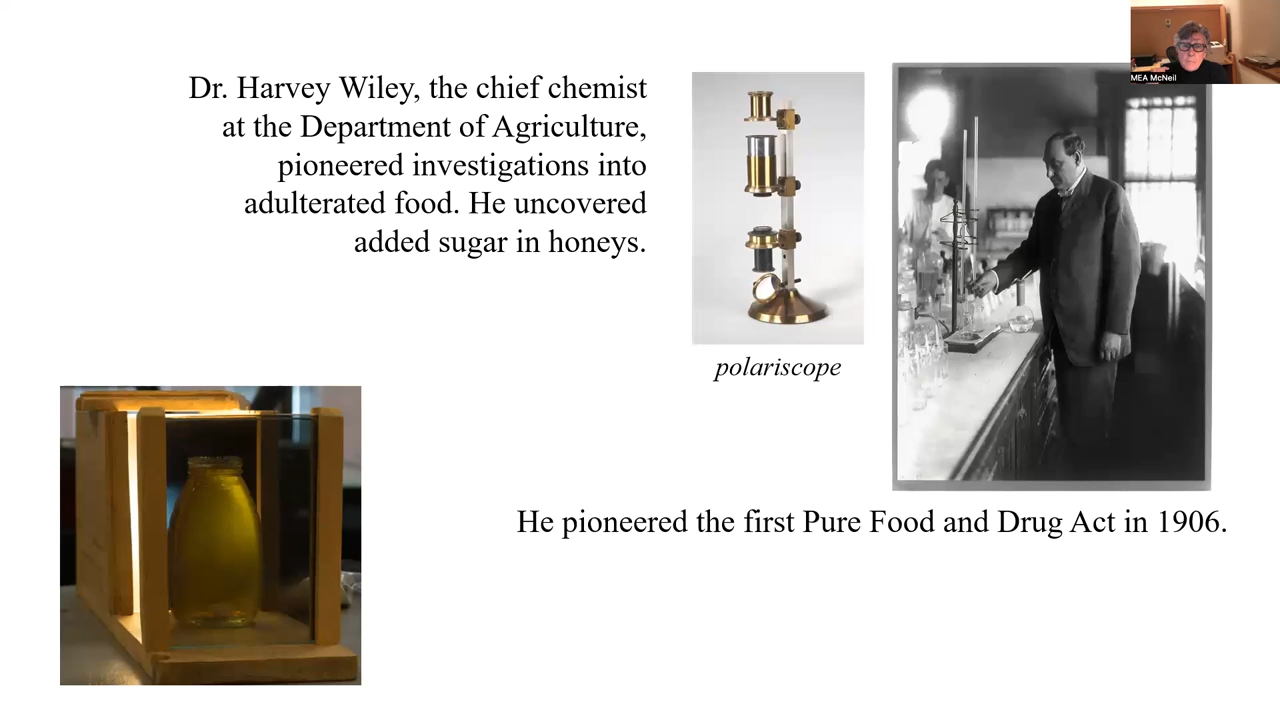 Dr. Harvey Wiley, the chief chemist
at the Department of Agriculture,
pioneered investigations into
adulterated food. He uncovered
added sugar in honeys.
MEA McNeil
polariscope
He pioneered the first Pure Food and Drug Act in 1906.